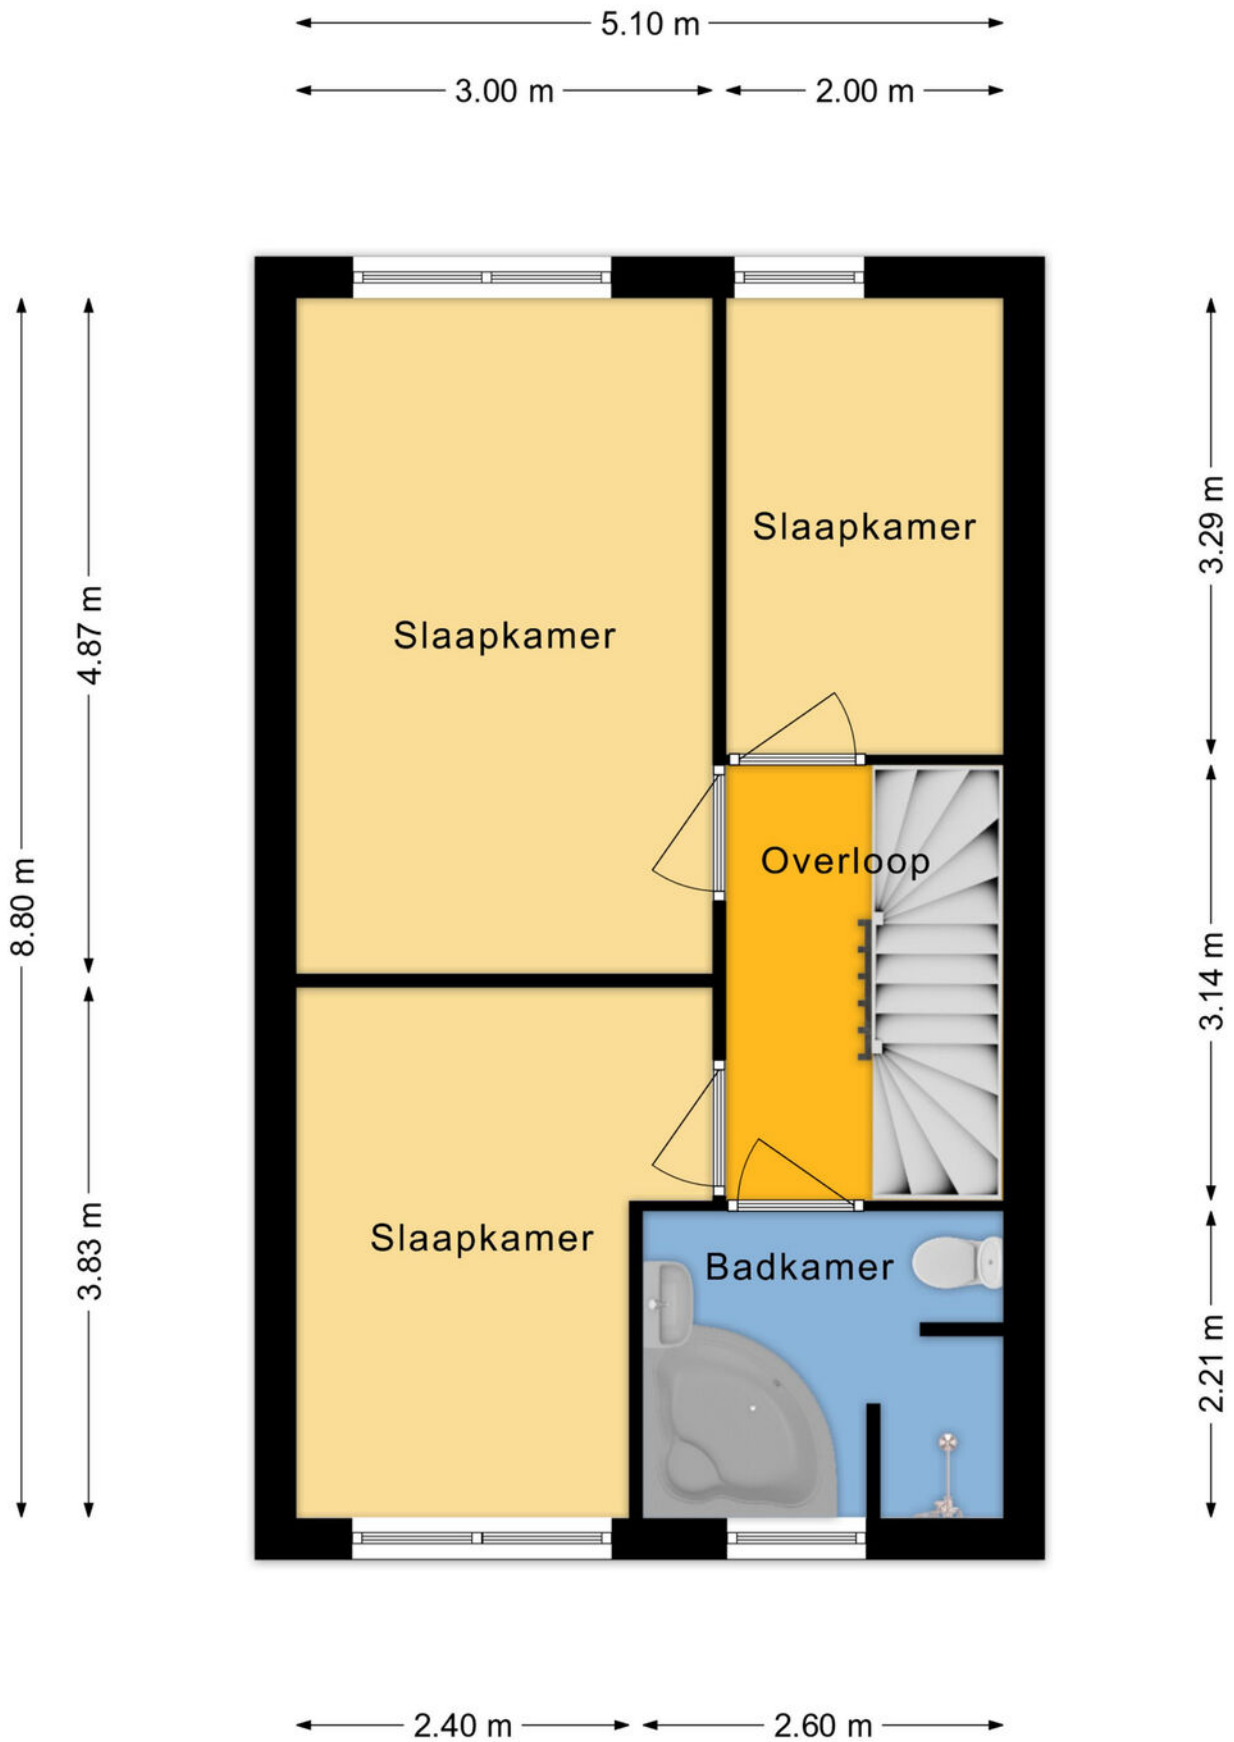 5.10 m
3.00 m
2.00 m
Slaapkamer
3.29 m
4.87 m
Slaapkamer
Overloop
8.80 m
3.14 m
Slaapkamer
3.83 m
Badkamer
2.21 m
2.40 m
2.60 m